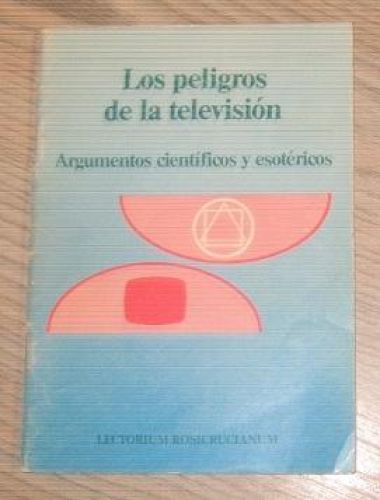 Los peligros
de la televisión
Argumentos científicos y esotéricos
LECTORIUM ROSICRUCIANUM